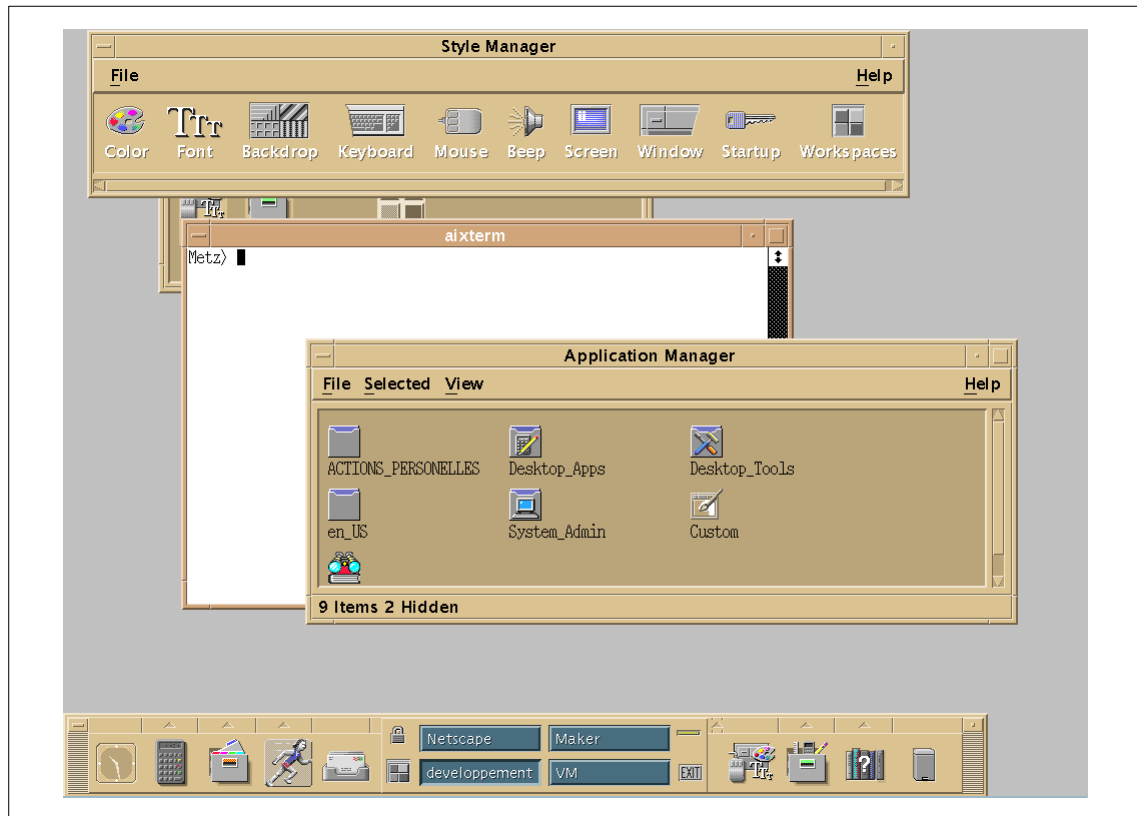 Style Manager
File Help
Color Font Backdrop Keyboard Mouse Beep Screen Window Startup Workspaces
aixterm
Metz>
Application Manager
File Selected View Help
ACTIONS_PERSONELLES Desktop_Apps Desktop_Tools
en_US System_Admin Custom
9 Items 2 Hidden
Netscape Maker
developpement VM EXIT